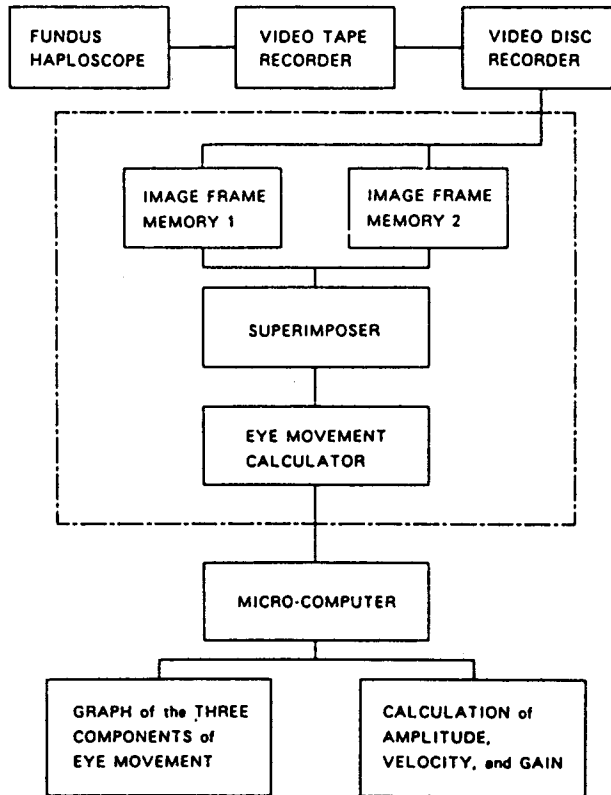 FUNDUS
HAPLOSCOPE
VIDEO TAPE
RECORDER
VIDEO DISC
RECORDER
IMAGE FRAME
MEMORY 1
IMAGE FRAME
MEMORY 2
SUPERIMPOSER
EYE MOVEMENT
CALCULATOR
MICRO-COMPUTER
GRAPH of the THREE
COMPONENTS of
EYE MOVEMENT
CALCULATION of
AMPLITUDE,
VELOCITY, and GAIN